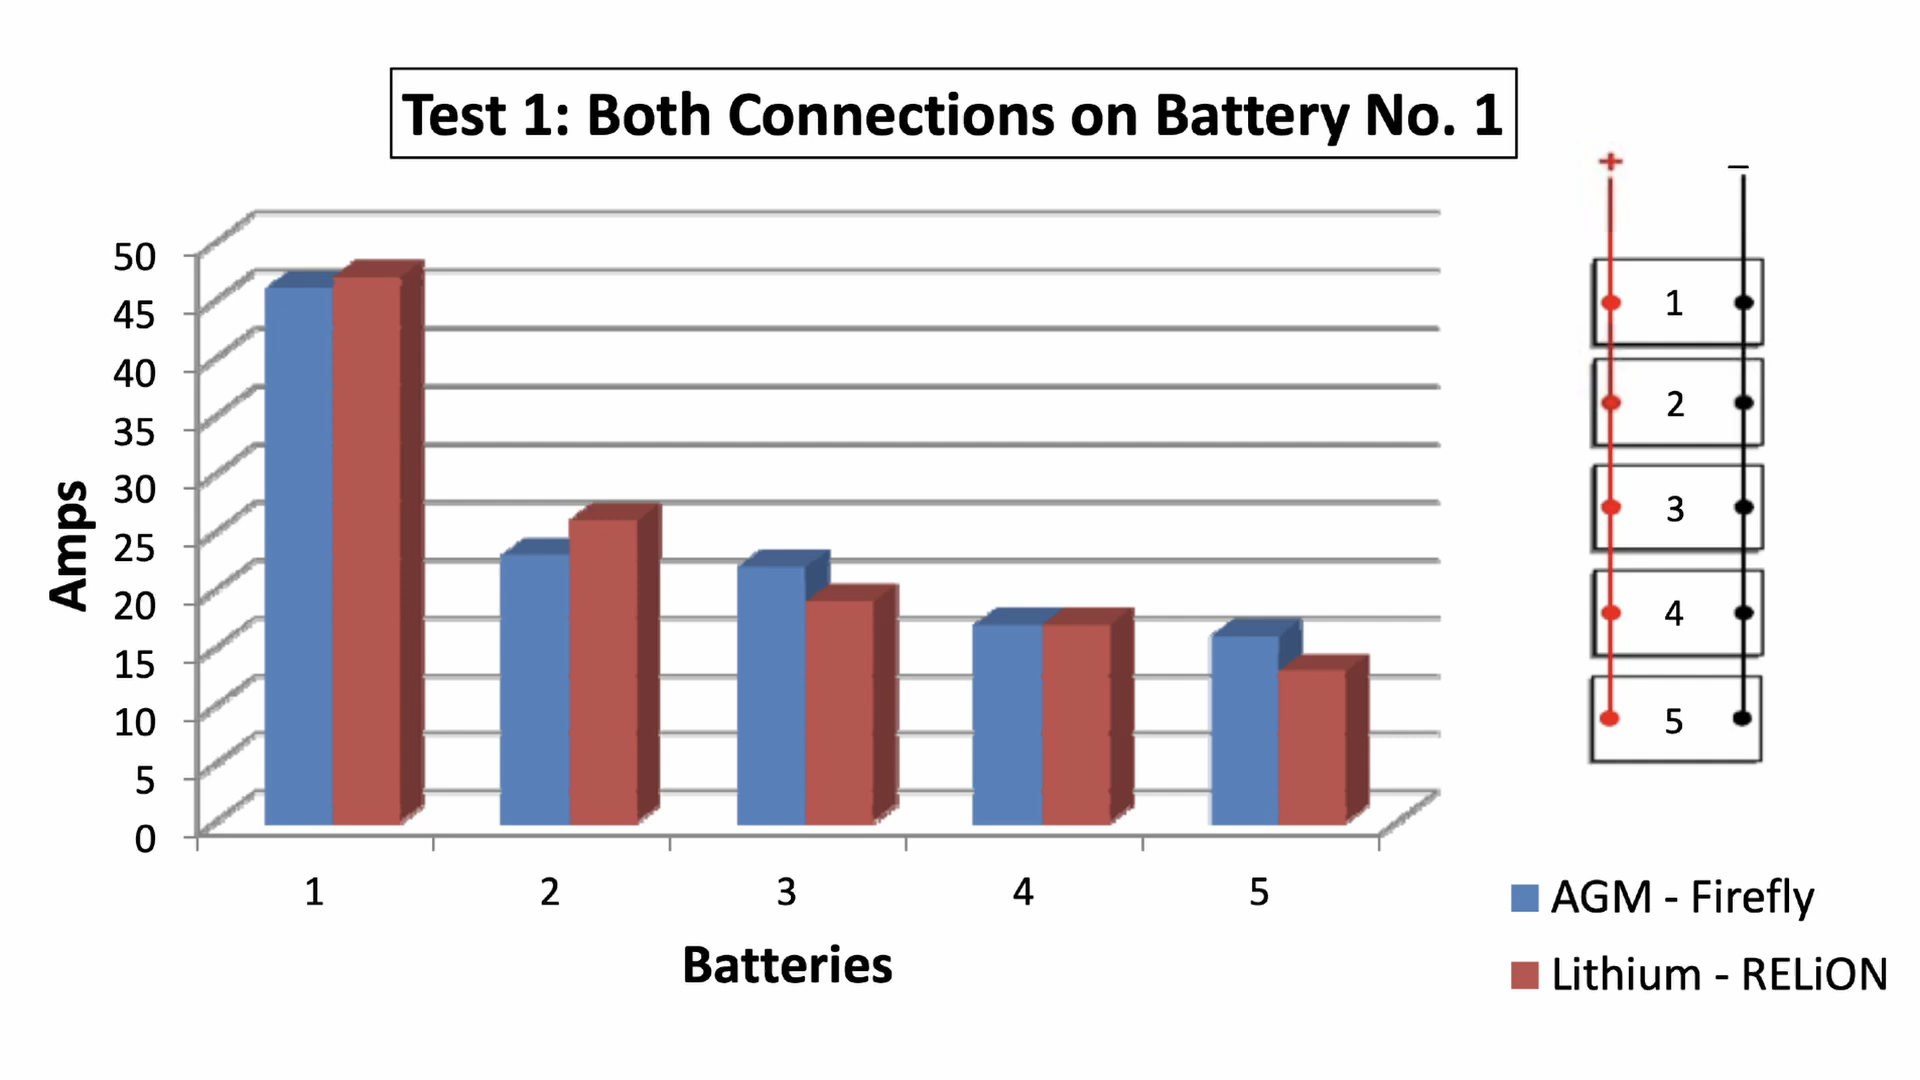 Test 1: Both Connections on Battery No. 1
+ –
50
45
40
35
30
25
20
15
10
5
0
Amps
1 2 3 4 5
Batteries
1
2
3
4
5
AGM - Firefly
Lithium - RELiON